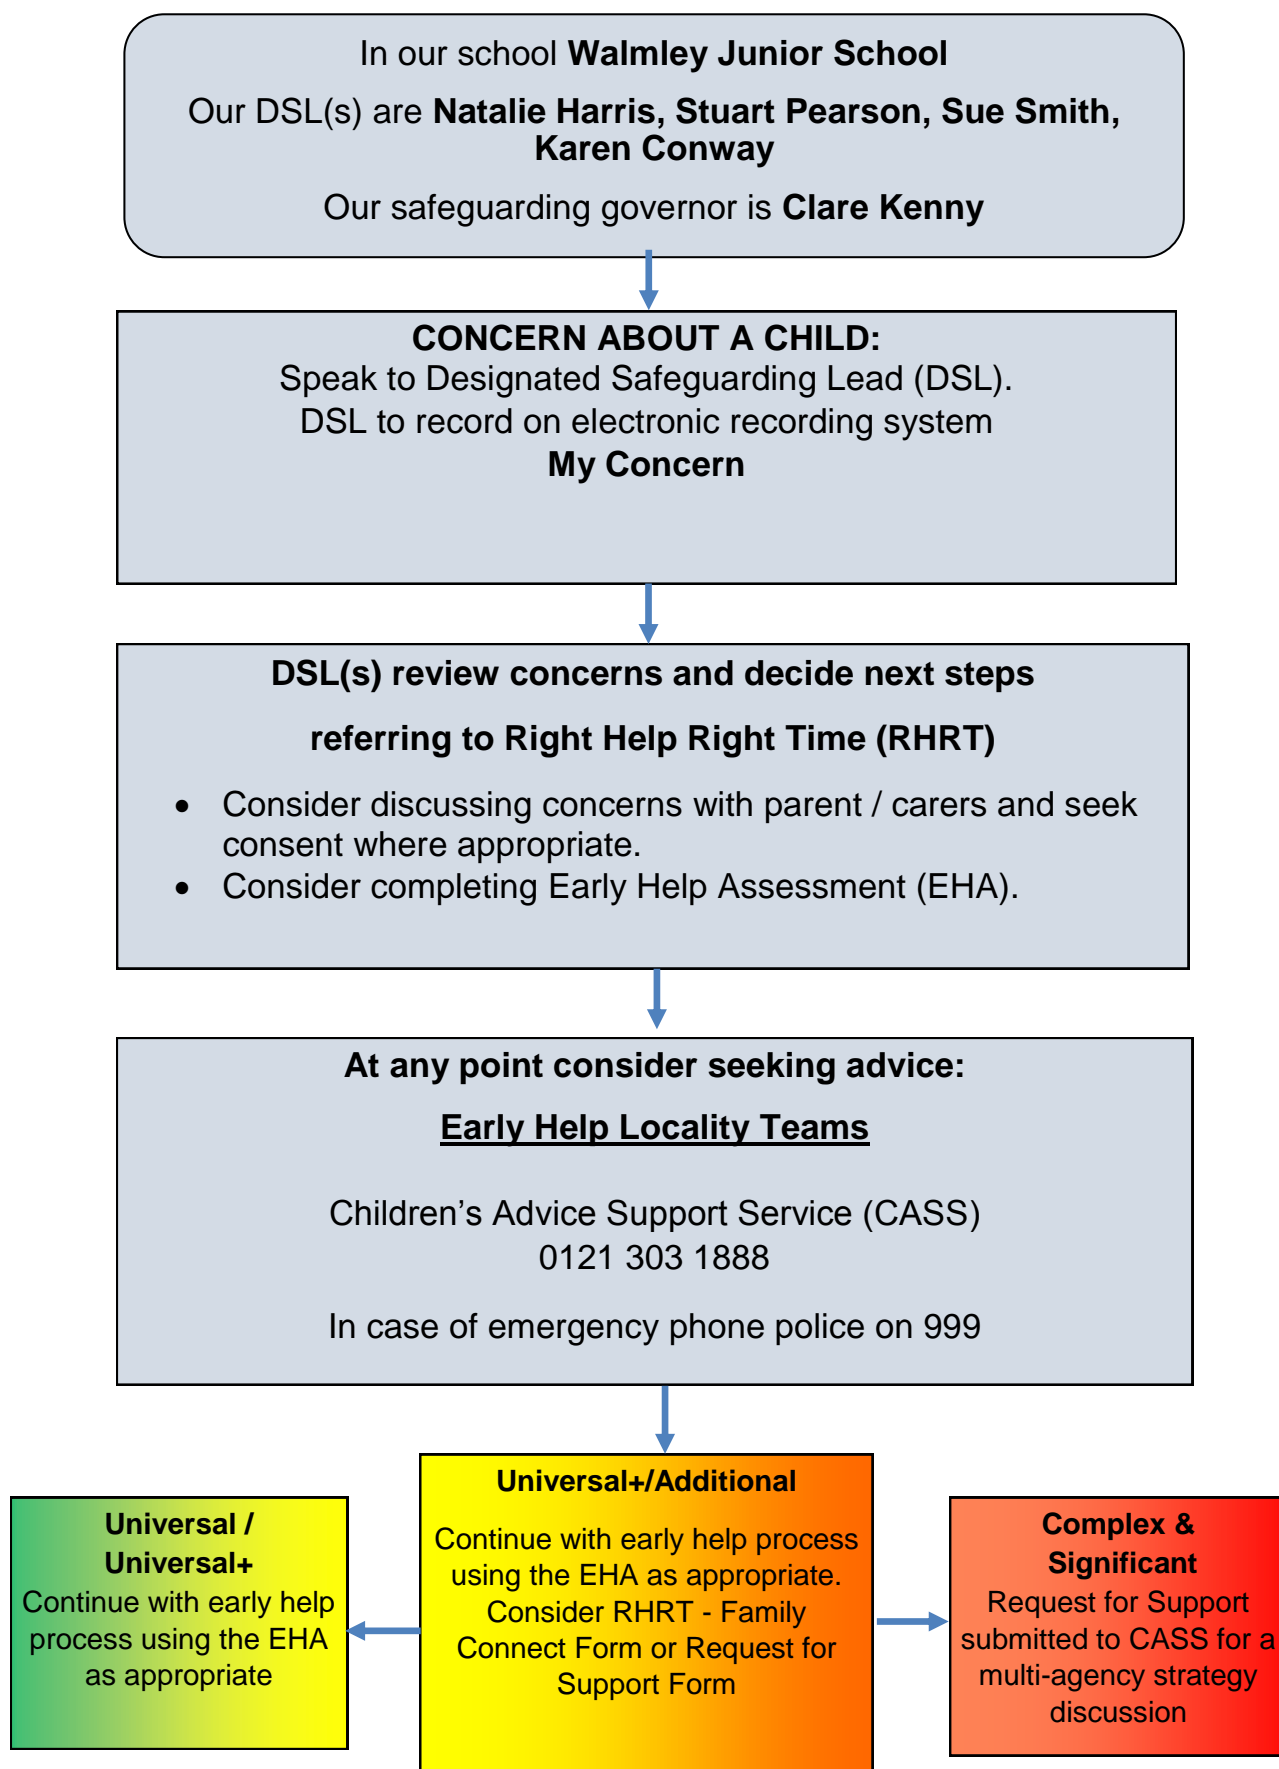 In our school Walmley Junior School
Our DSL(s) are Natalie Harris, Stuart Pearson, Sue Smith,
Karen Conway
Our safeguarding governor is Clare Kenny
CONCERN ABOUT A CHILD:
Speak to Designated Safeguarding Lead (DSL).
DSL to record on electronic recording system
My Concern
DSL(s) review concerns and decide next steps
referring to Right Help Right Time (RHRT)
• Consider discussing concerns with parent / carers and seek
consent where appropriate.
• Consider completing Early Help Assessment (EHA).
At any point consider seeking advice:
Early Help Locality Teams
Children’s Advice Support Service (CASS)
0121 303 1888
In case of emergency phone police on 999
Universal /
Universal+
Continue with early help
process using the EHA
as appropriate
Universal+/Additional
Continue with early help process
using the EHA as appropriate.
Consider RHRT - Family
Connect Form or Request for
Support Form
Complex &
Significant
Request for Support
submitted to CASS for a
multi-agency strategy
discussion